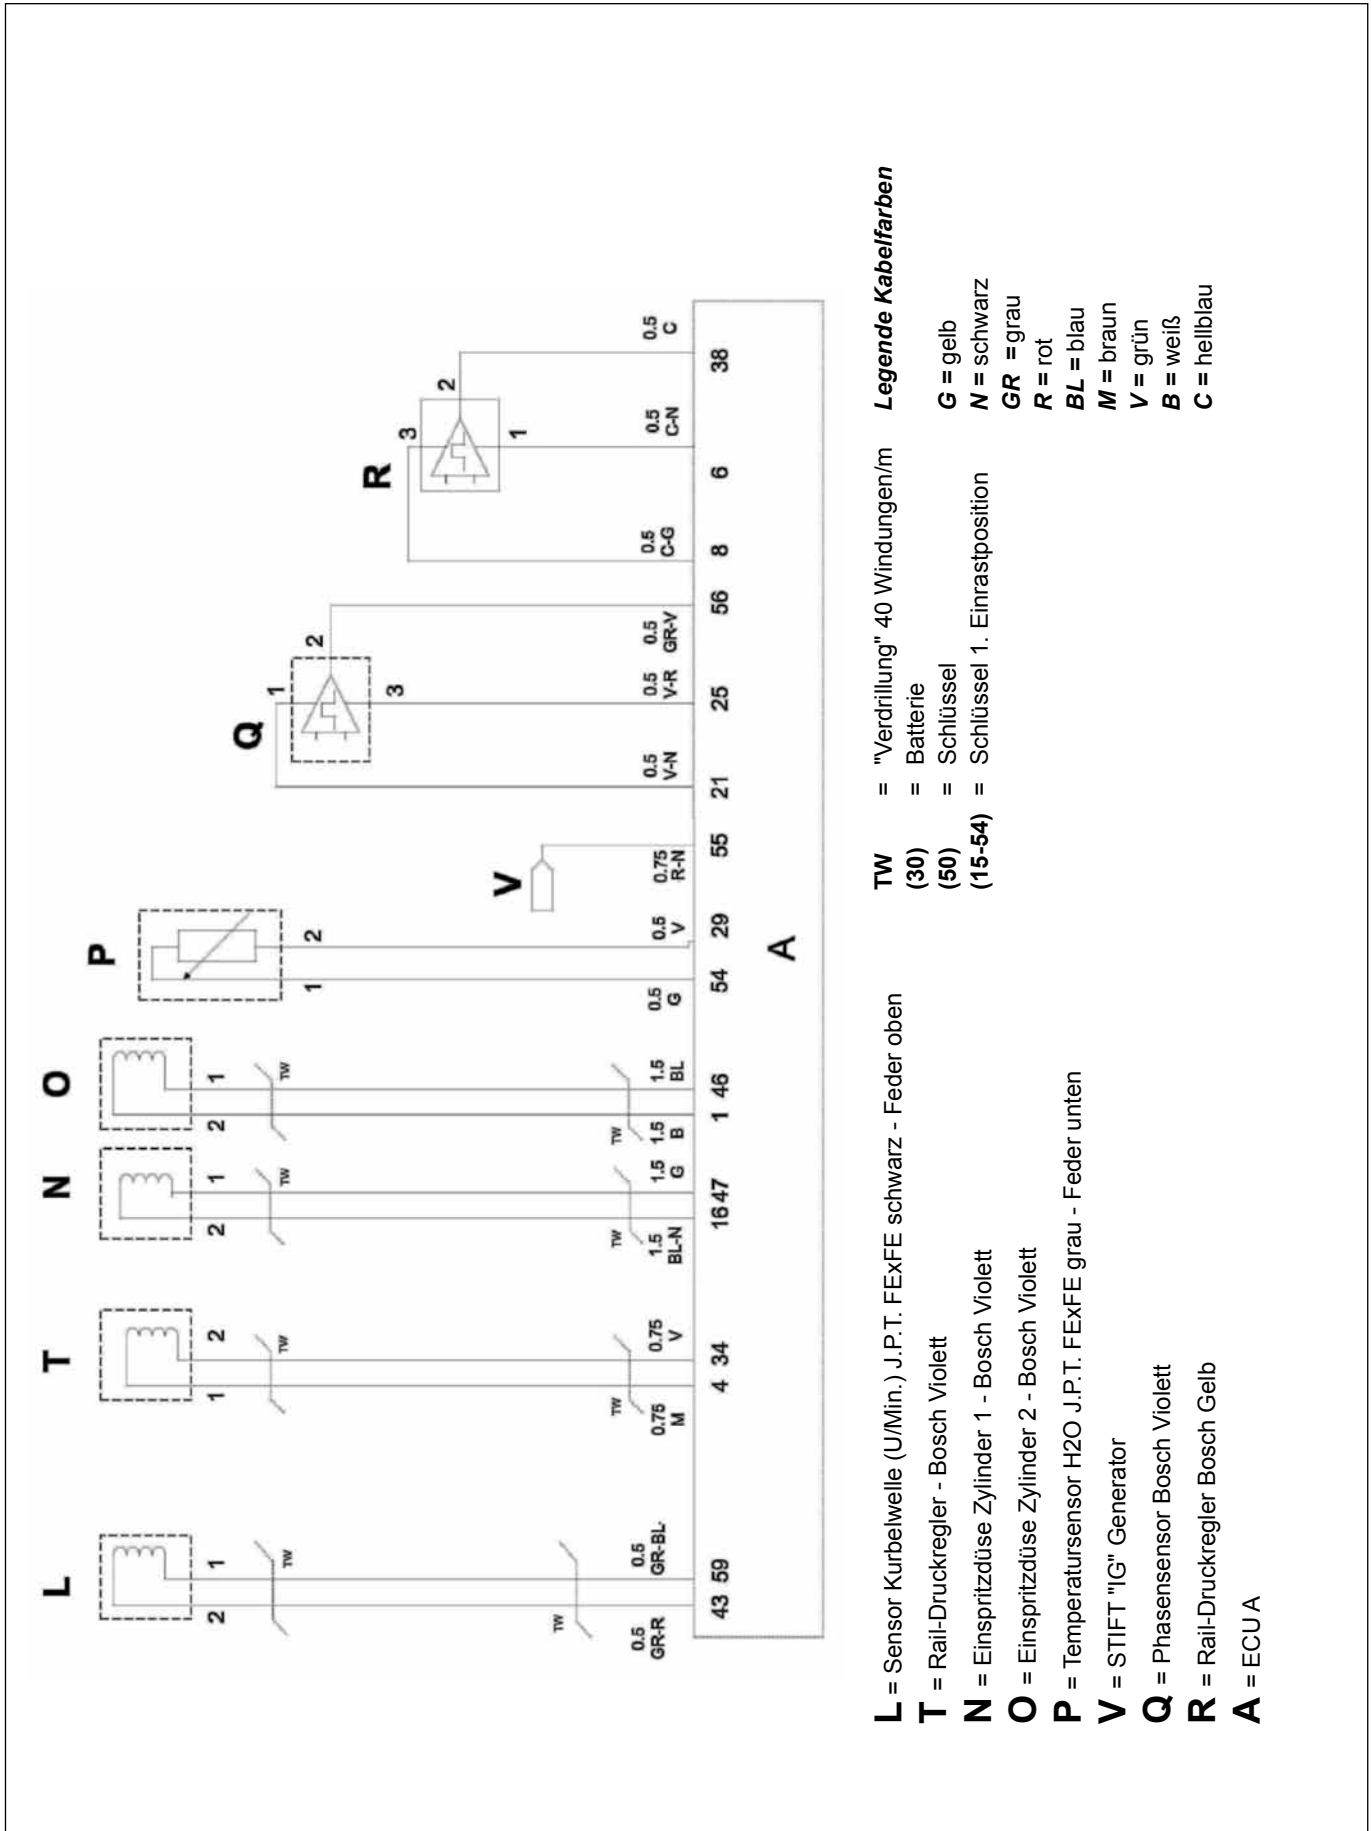 L T N O P V Q R
2 1 1 2 2 1 2 1 1 2 1 3 2 3 1 2
TW TW TW TW
TW TW TW TW
0.5 GR-R
0.5 GR-BL
0.75 M
0.75 V
1.5 BL-N
1.5 G
1.5 B
1.5 BL
0.5 G
0.5 V
0.75 R-N
0.5 V-N
0.5 V-R
0.5 GR-V
0.5 C-G
0.5 C-N
0.5 C
43 59 4 34 16 47 1 46 54 29 55 21 25 56 8 6 38
A
L = Sensor Kurbelwelle (U/Min.) J.P.T. FExFE schwarz - Feder oben
T = Rail-Druckregler - Bosch Violett
N = Einspritzdüse Zylinder 1 - Bosch Violett
O = Einspritzdüse Zylinder 2 - Bosch Violett
P = Temperatursensor H2O J.P.T. FExFE grau - Feder unten
V = STIFT "IG" Generator
Q = Phasensensor Bosch Violett
R = Rail-Druckregler Bosch Gelb
A = ECU A
TW = "Verdrillung" 40 Windungen/m
(30) = Batterie
(50) = Schlüssel
(15-54) = Schlüssel 1. Einrastposition
Legende Kabelfarben
G = gelb
N = schwarz
GR = grau
R = rot
BL = blau
M = braun
V = grün
B = weiß
C = hellblau